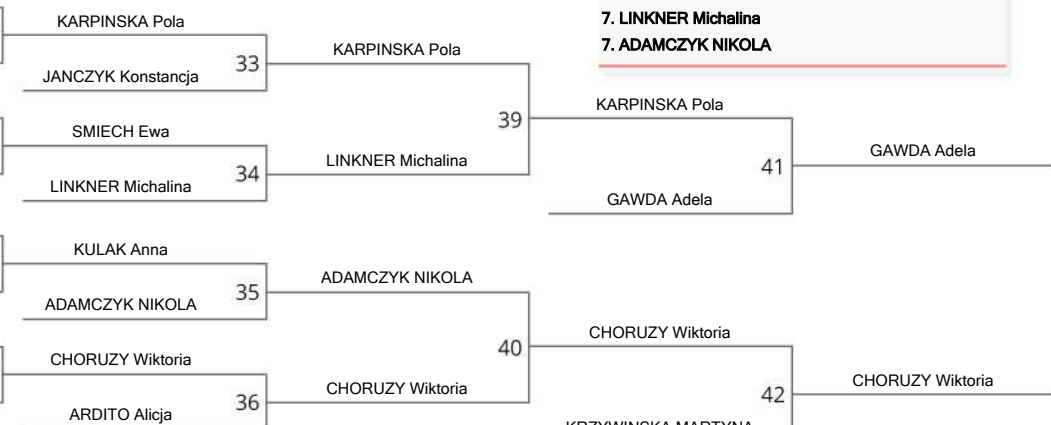 7. LINKNER Michalina
7. ADAMCZYK NIKOLA
KARPINSKA Pola
JANCZYK Konstancja
33
KARPINSKA Pola
SMIECH Ewa
LINKNER Michalina
34
LINKNER Michalina
39
KARPINSKA Pola
GAWDA Adela
41
GAWDA Adela
KULAK Anna
ADAMCZYK NIKOLA
35
ADAMCZYK NIKOLA
CHORUZY Wiktoria
ARDITO Alicja
36
CHORUZY Wiktoria
40
CHORUZY Wiktoria
KRZYWINSKA MARTYNA
42
CHORUZY Wiktoria